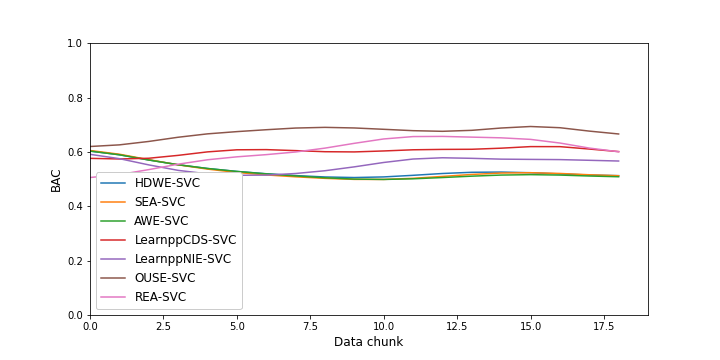 1.0
0.8
0.6
0.4
0.2
0.0
BAC
HDWE-SVC
SEA-SVC
AWE-SVC
LearnppCDS-SVC
LearnppNIE-SVC
OUSE-SVC
REA-SVC
0.0 2.5 5.0 7.5 10.0 12.5 15.0 17.5
Data chunk